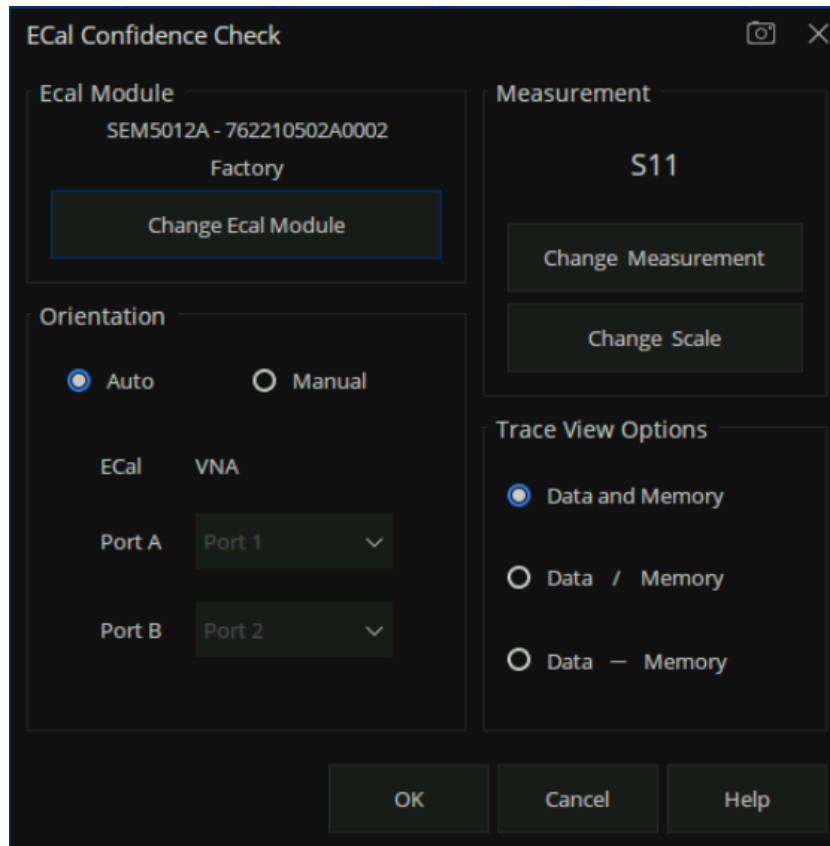 ECal Confidence Check
Ecal Module
SEM5012A - 762210502A0002
Factory
Change Ecal Module
Orientation
Auto
Manual
ECal VNA
Port A Port 1
Port B Port 2
Measurement
S11
Change Measurement
Change Scale
Trace View Options
Data and Memory
Data / Memory
Data — Memory
OK
Cancel
Help